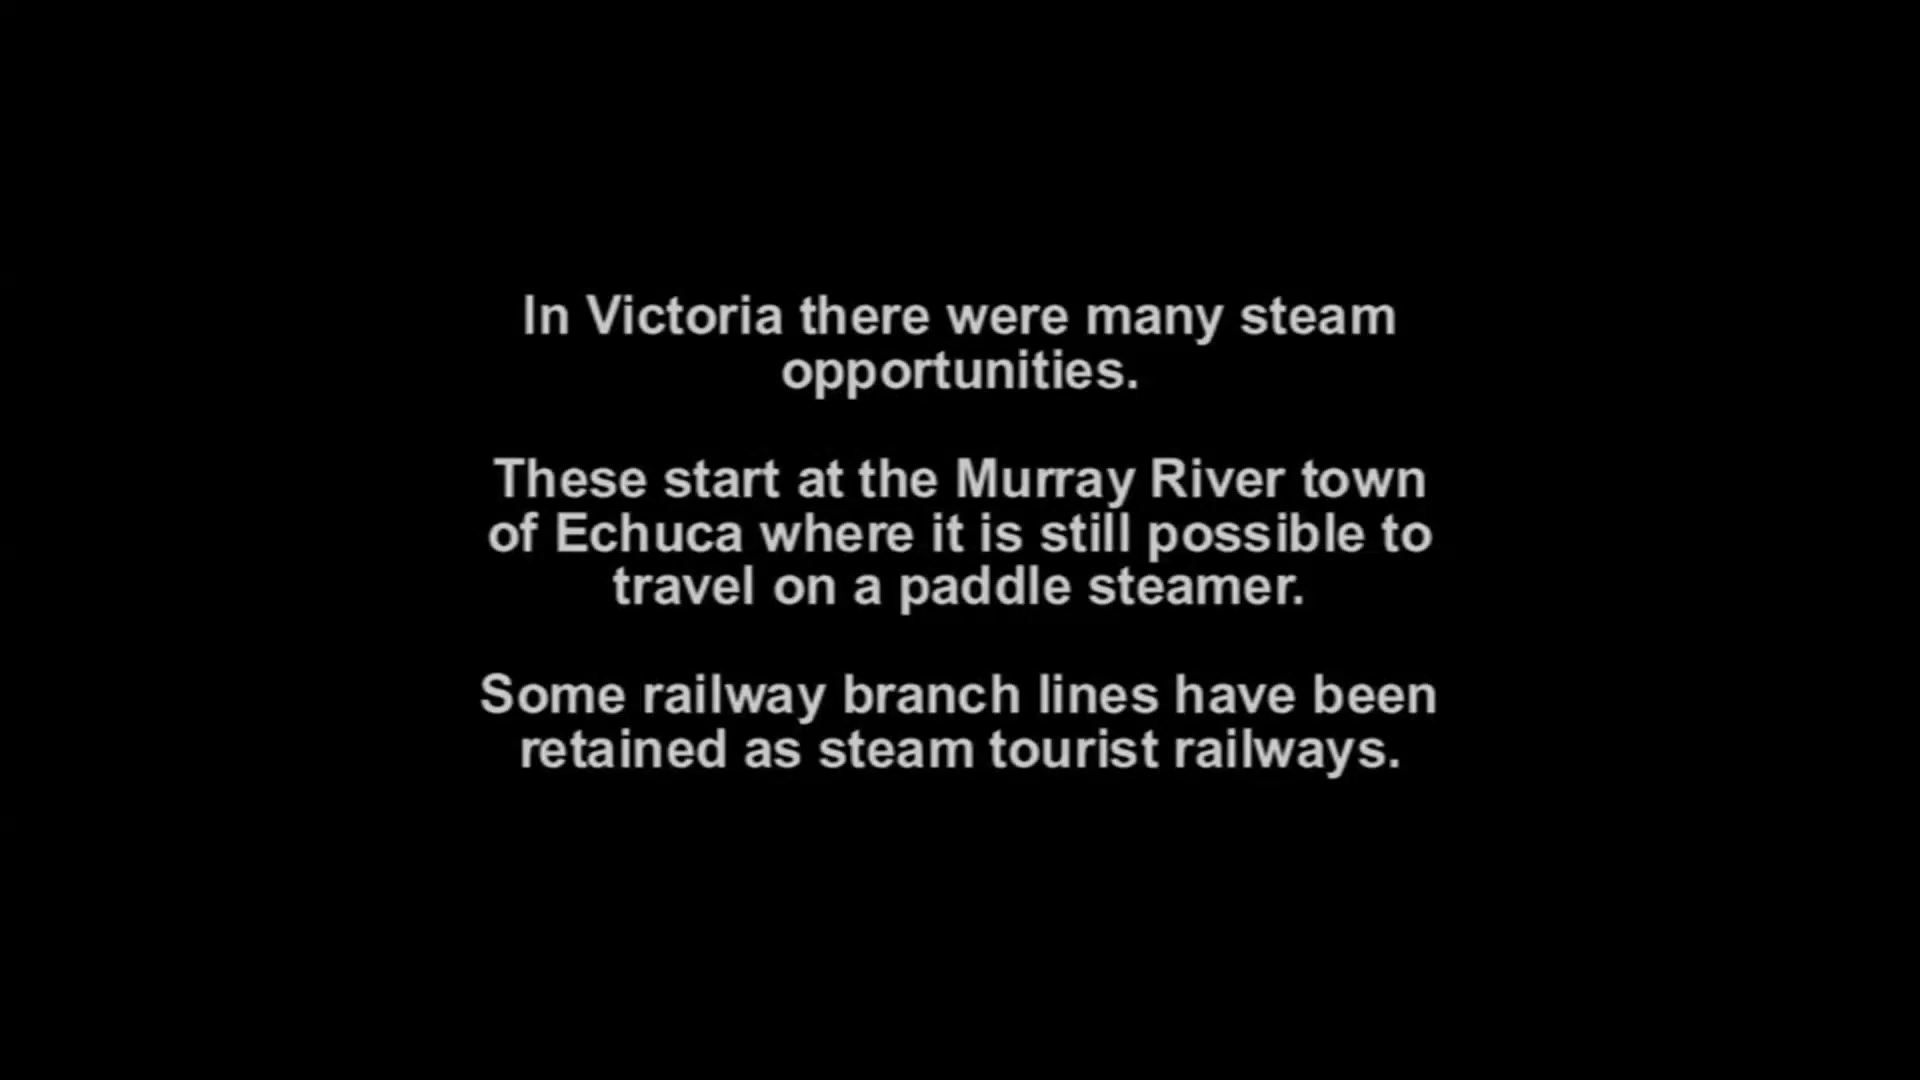 In Victoria there were many steam
opportunities.
These start at the Murray River town
of Echuca where it is still possible to
travel on a paddle steamer.
Some railway branch lines have been
retained as steam tourist railways.